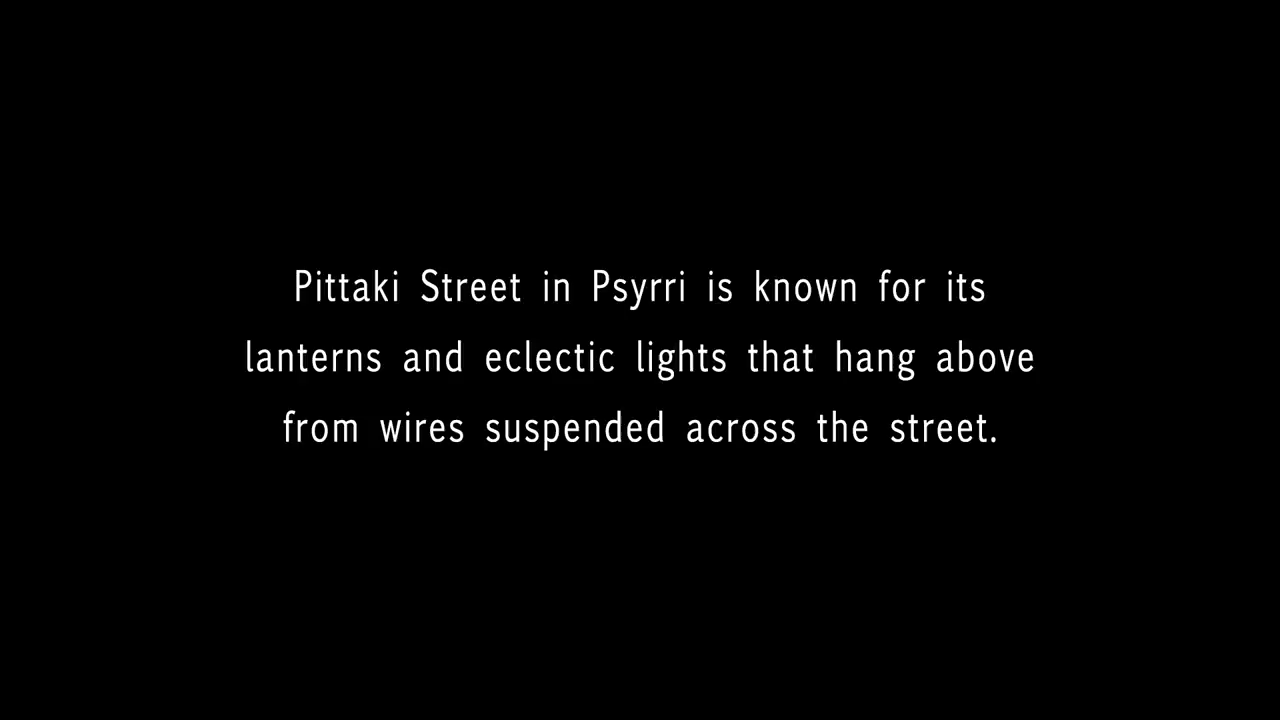 Pittaki Street in Psyrri is known for its
lanterns and eclectic lights that hang above
from wires suspended across the street.